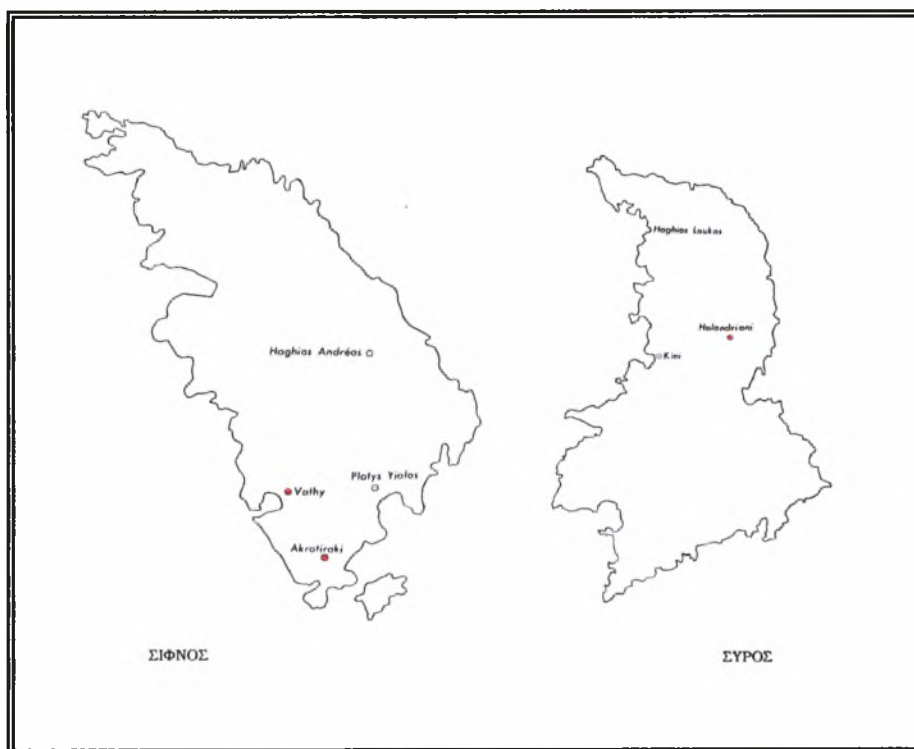 Haghios Loukas
Halandriani
Haghios Andréas
Kini
Platys Yialos
Vathy
Akrotiraki
ΣΙΦΝΟΣ
ΣΥΡΟΣ